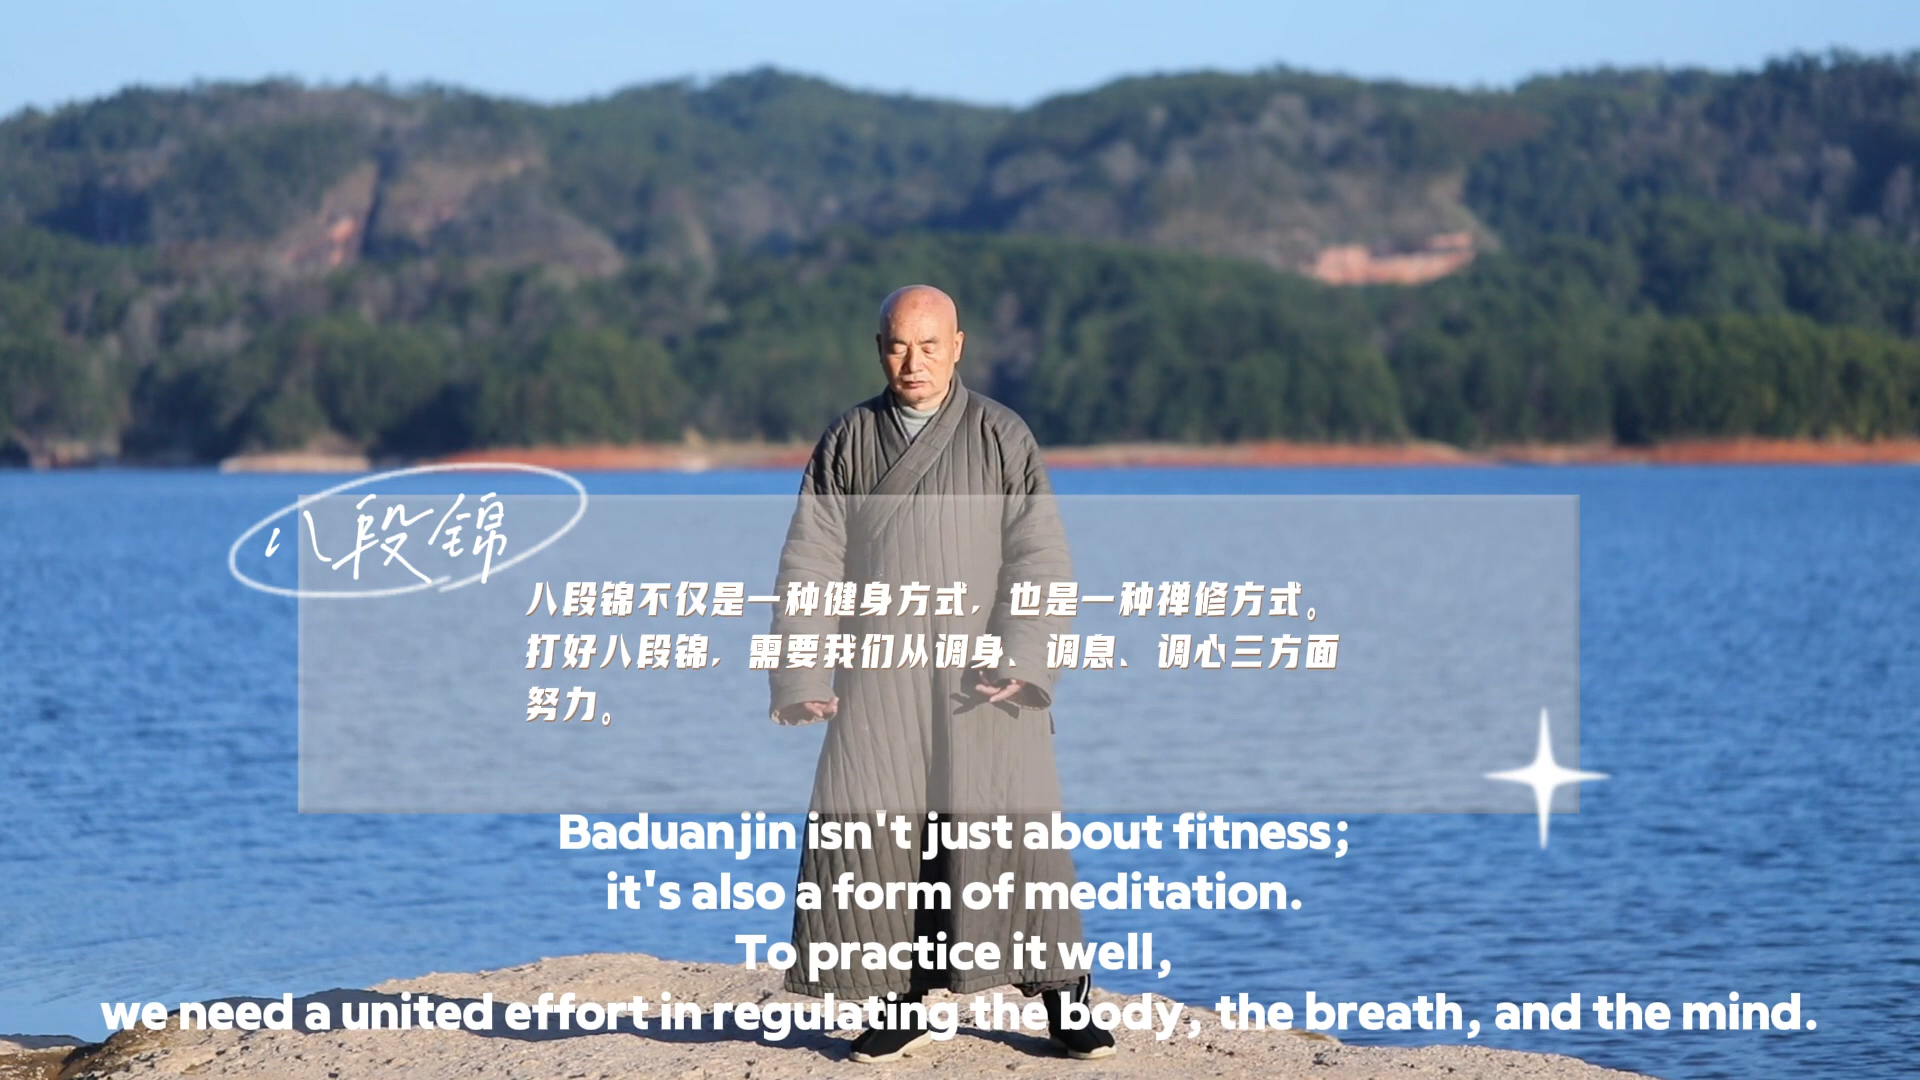 八段锦
八段锦不仅是一种健身方式，也是一种禅修方式。
打好八段锦，需要我们从调身、调息、调心三方面
努力。
Baduanjin isn't just about fitness;
it's also a form of meditation.
To practice it well,
we need a united effort in regulating the body, the breath, and the mind.